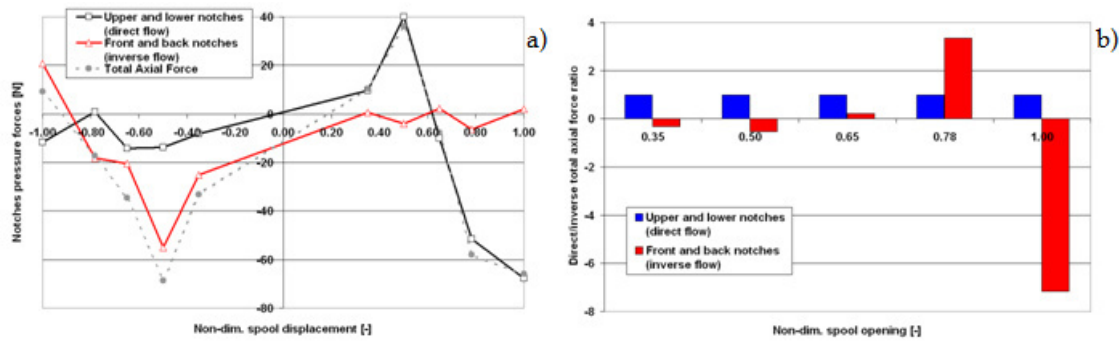 a)
Upper and lower notches
(direct flow)
Front and back notches
(inverse flow)
Total Axial Force
Notches pressure forces [N]
40
20
0
-20
-40
-60
-80
-1.00 -0.80 -0.60 -0.40 -0.20 0.00 0.20 0.40 0.60 0.80 1.00
Non-dim. spool displacement [-]
b)
Direct/inverse total axial force ratio
4
2
0
-2
-4
-6
-8
0.35 0.50 0.65 0.78 1.00
Upper and lower notches
(direct flow)
Front and back notches
(inverse flow)
Non-dim. spool opening [-]